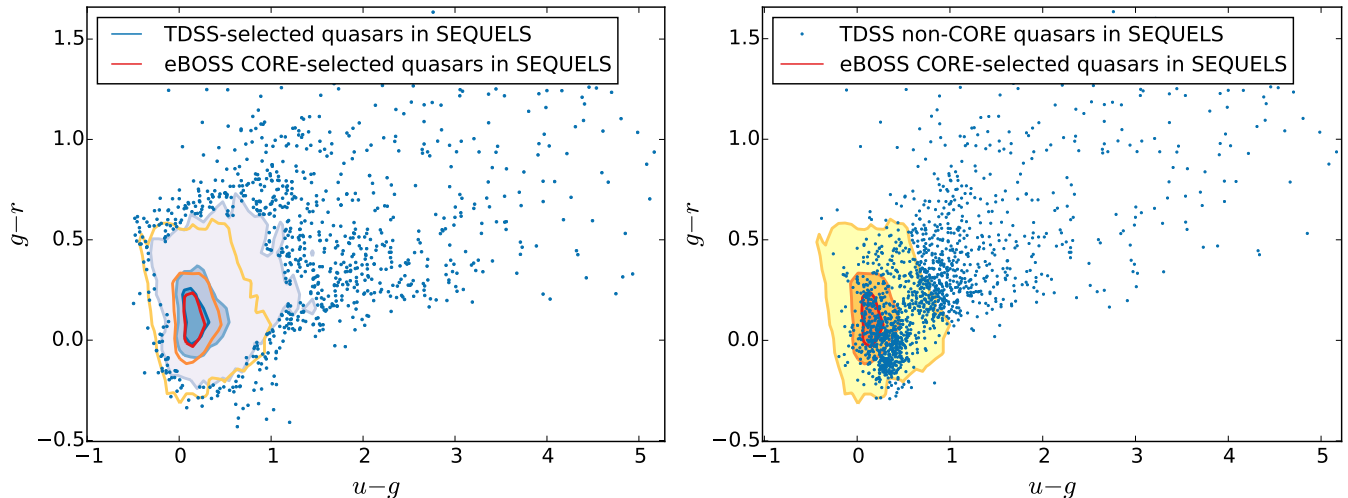 TDSS-selected quasars in SEQUELS
eBOSS CORE-selected quasars in SEQUELS
1.5
1.0
0.5
0.0
−0.5
g−r
−1 0 1 2 3 4 5
u−g
TDSS non-CORE quasars in SEQUELS
eBOSS CORE-selected quasars in SEQUELS
1.5
1.0
0.5
0.0
−0.5
g−r
−1 0 1 2 3 4 5
u−g